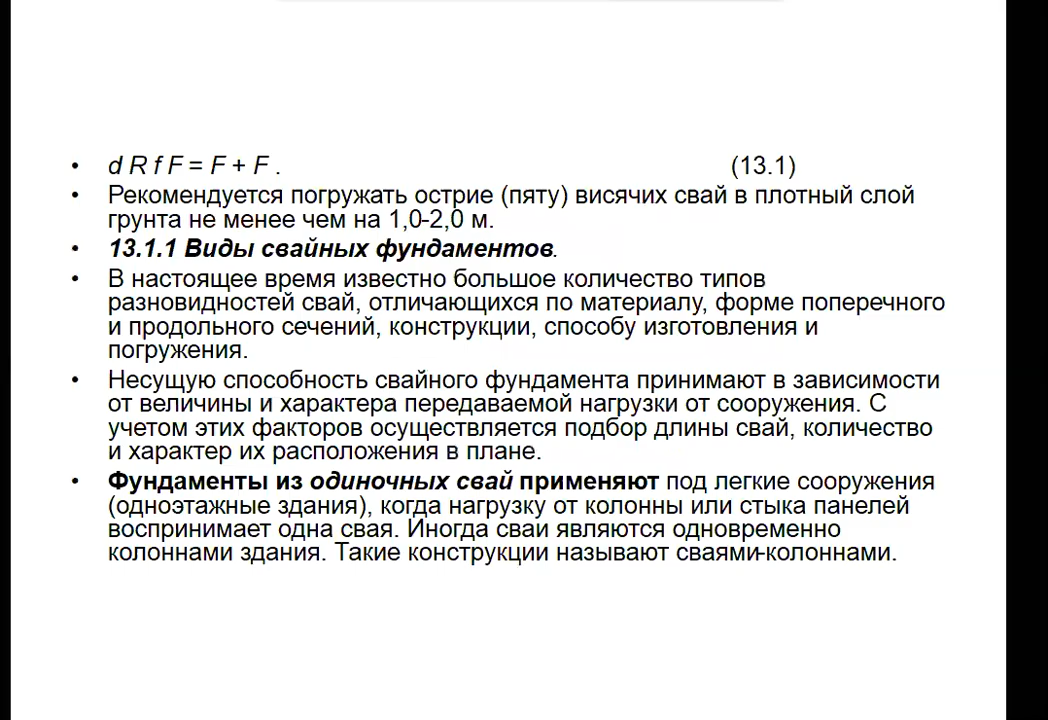 • d R f F = F + F . (13.1)
• Рекомендуется погружать острие (пяту) висячих свай в плотный слой
грунта не менее чем на 1,0-2,0 м.
• 13.1.1 Виды свайных фундаментов.
• В настоящее время известно большое количество типов
разновидностей свай, отличающихся по материалу, форме поперечного
и продольного сечений, конструкции, способу изготовления и
погружения.
• Несущую способность свайного фундамента принимают в зависимости
от величины и характера передаваемой нагрузки от сооружения. С
учетом этих факторов осуществляется подбор длины свай, количество
и характер их расположения в плане.
• Фундаменты из одиночных свай применяют под легкие сооружения
(одноэтажные здания), когда нагрузку от колонны или стыка панелей
воспринимает одна свая. Иногда сваи являются одновременно
колоннами здания. Такие конструкции называют сваями-колоннами.